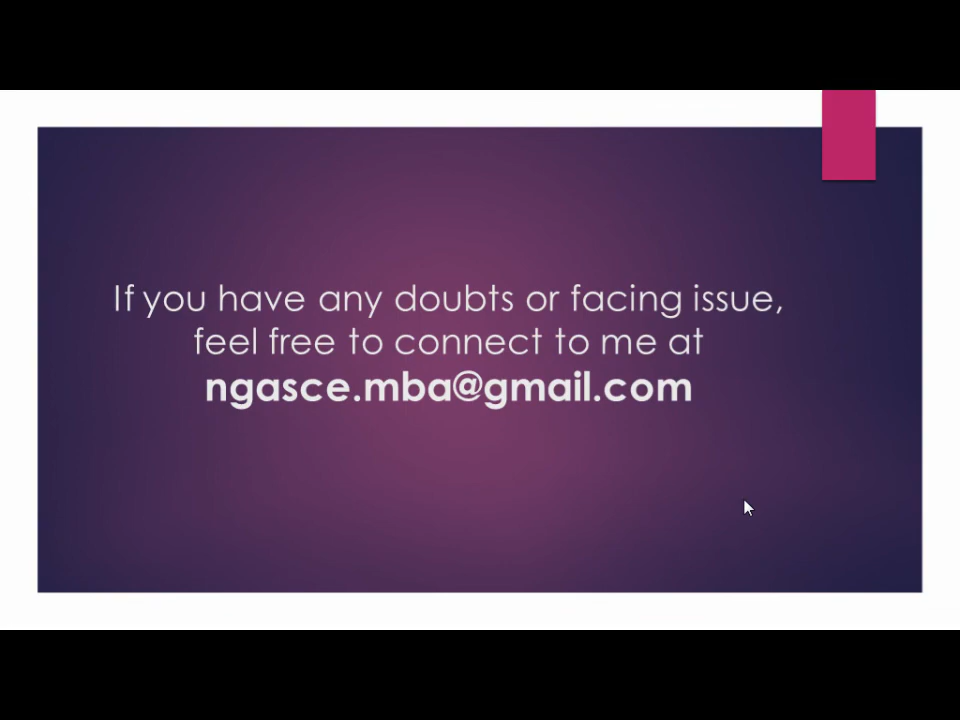 If you have any doubts or facing issue,
feel free to connect to me at
ngasce.mba@gmail.com